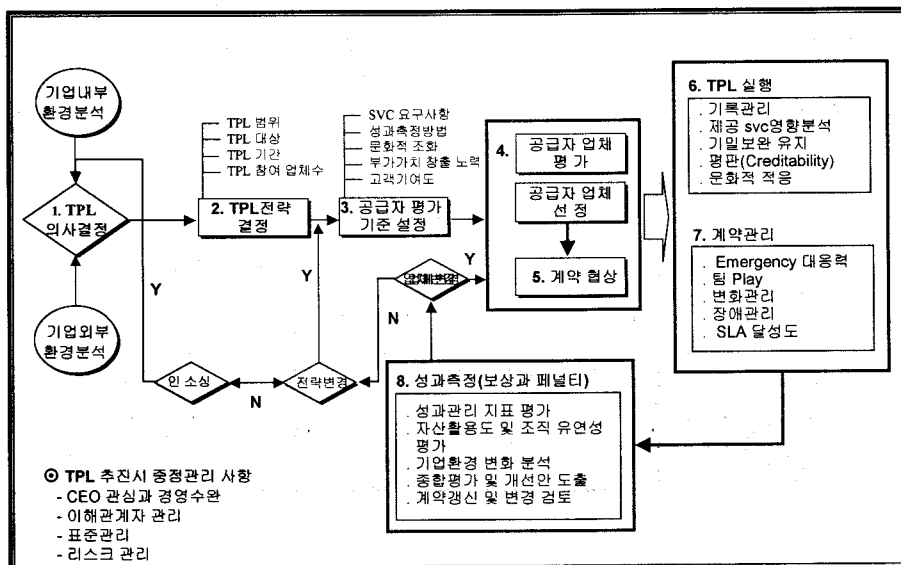 기업내부
환경분석
1. TPL
의사결정
기업외부
환경분석
TPL 범위
TPL 대상
TPL 기간
TPL 참여 업체수
2. TPL전략
결정
SVC 요구사항
성과측정방법
문화적 조화
부가가치 창출 노력
고객기여도
3. 공급자 평가
기준 설정
4.
공급자 업체
평 가
공급자 업체
선 정
5. 계약 협상
6. TPL 실행
. 기록관리
. 제공 svc영향분석
. 기밀보완 유지
. 평판(Creditability)
. 문화적 적응
7. 계약관리
. Emergency 대응력
. 팀 Play
. 변화관리
. 장애관리
. SLA 달성도
Y
Y
Y
N
인 소싱
N
전략변경
8. 성과측정(보상과 페널티)
. 성과관리 지표 평가
. 자산활용도 및 조직 유연성
평가
. 기업환경 변화 분석
. 종합평가 및 개선안 도출
. 계약갱신 및 변경 검토
⊙ TPL 추진시 중점관리 사항
- CEO 관심과 경영수완
- 이해관계자 관리
- 표준관리
- 리스크 관리